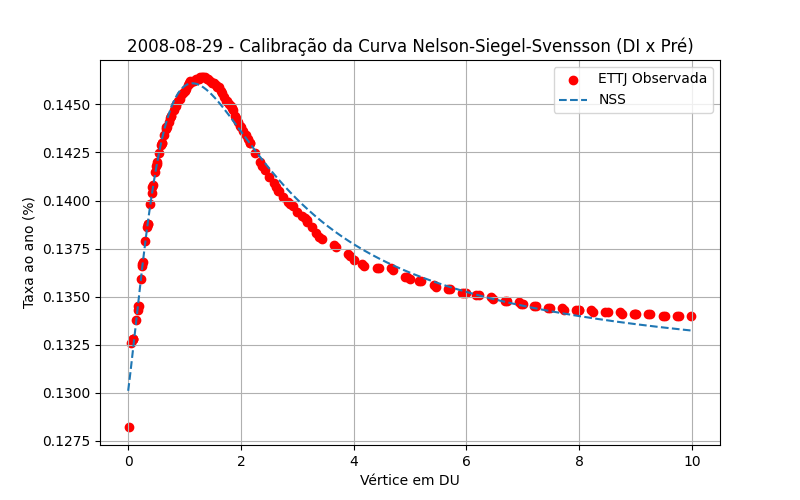 2008-08-29 - Calibração da Curva Nelson-Siegel-Svensson (DI x Pré)
ETTJ Observada
NSS
Taxa ao ano (%)
0.1450
0.1425
0.1400
0.1375
0.1350
0.1325
0.1300
0.1275
0 2 4 6 8 10
Vértice em DU